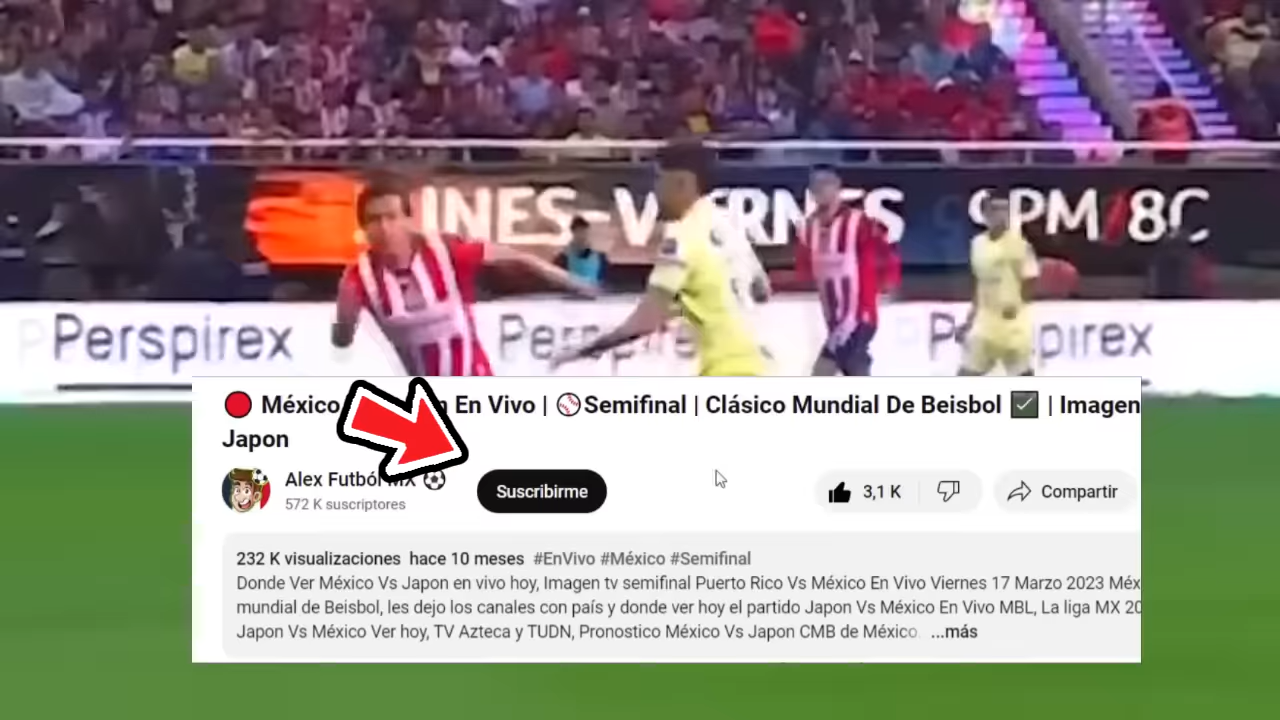 9PM/8C
Perspirex
Perspirex
🔴 México En Vivo | ⚾Semifinal | Clásico Mundial De Beisbol ✅ | Imagen
Japon
Alex Futból MX ⚽
572 K suscriptores
Suscribirme
3,1 K
Compartir
232 K visualizaciones hace 10 meses #EnVivo #México #Semifinal
Donde Ver México Vs Japon en vivo hoy, Imagen tv semifinal Puerto Rico Vs México En Vivo Viernes 17 Marzo 2023 Méx
mundial de Beisbol, les dejo los canales con país y donde ver hoy el partido Japon Vs México En Vivo MBL, La liga MX 20
Japon Vs México Ver hoy, TV Azteca y TUDN, Pronostico México Vs Japon CMB de México. ...más